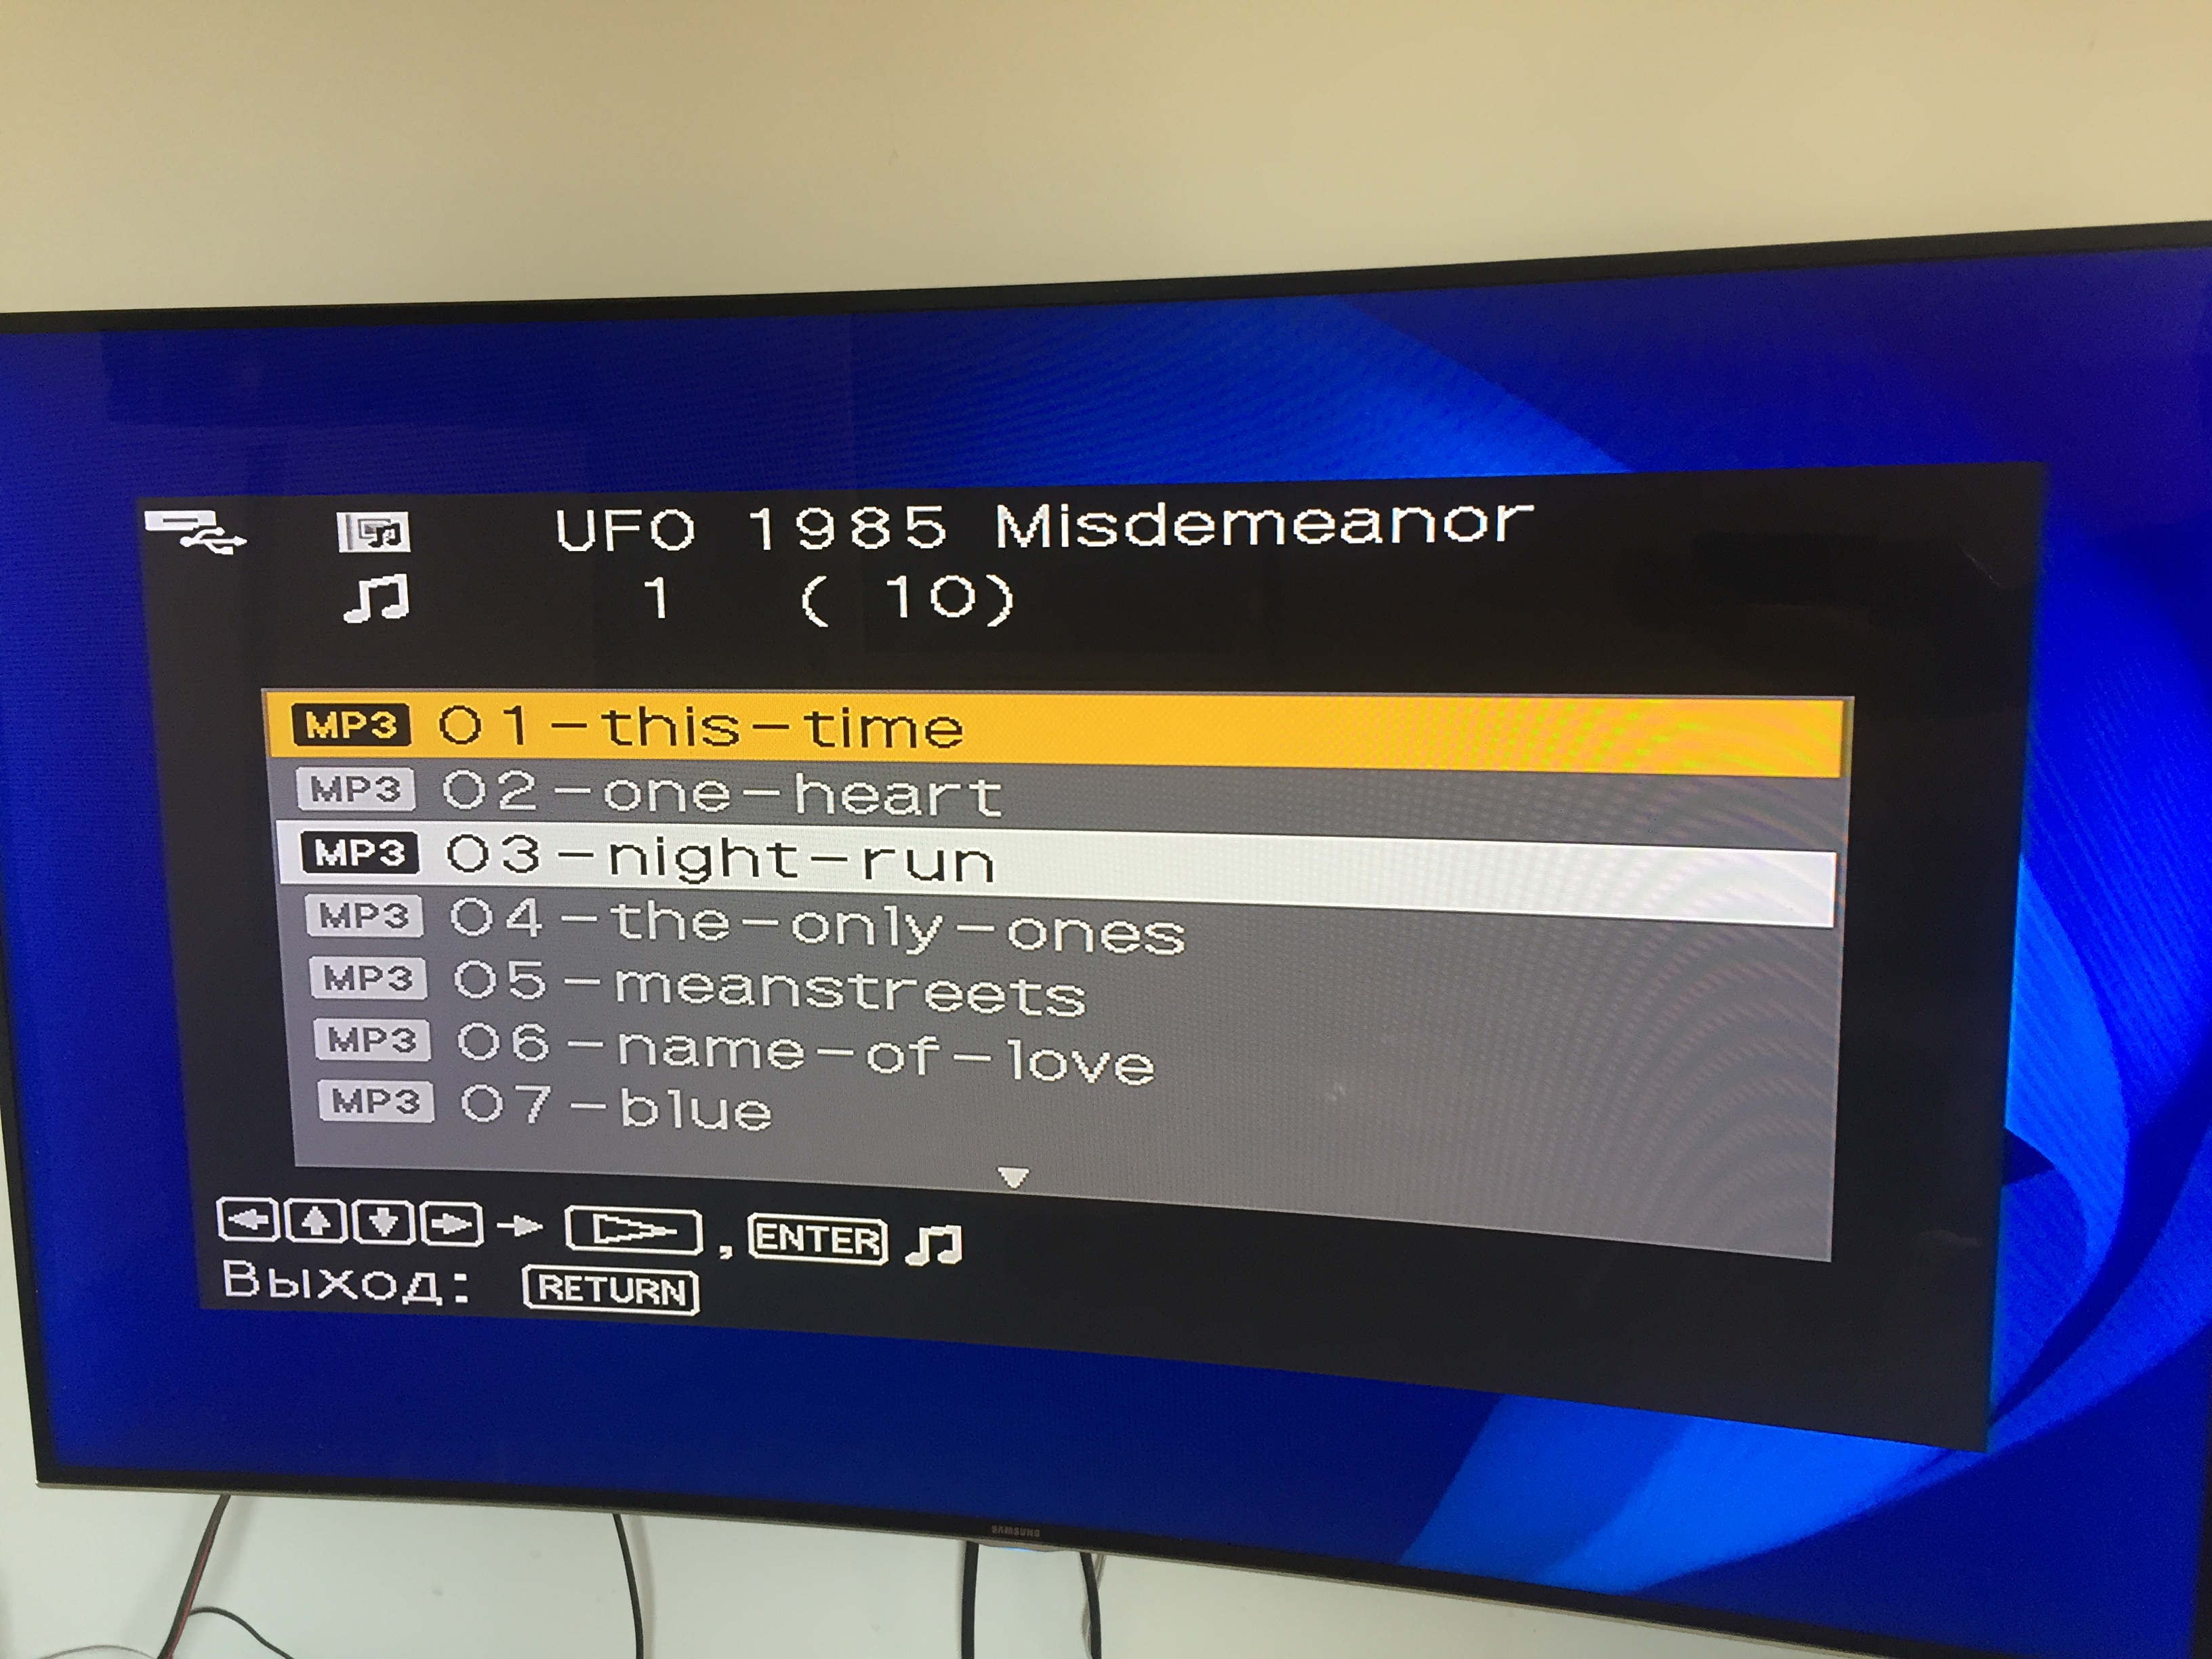 UFO 1985 Misdemeanor
1 ( 10)
MP3 01-this-time
MP3 02-one-heart
MP3 03-night-run
MP3 04-the-only-ones
MP3 05-meanstreets
MP3 06-name-of-love
MP3 07-blue
, ENTER
Выход: RETURN
SAMSUNG